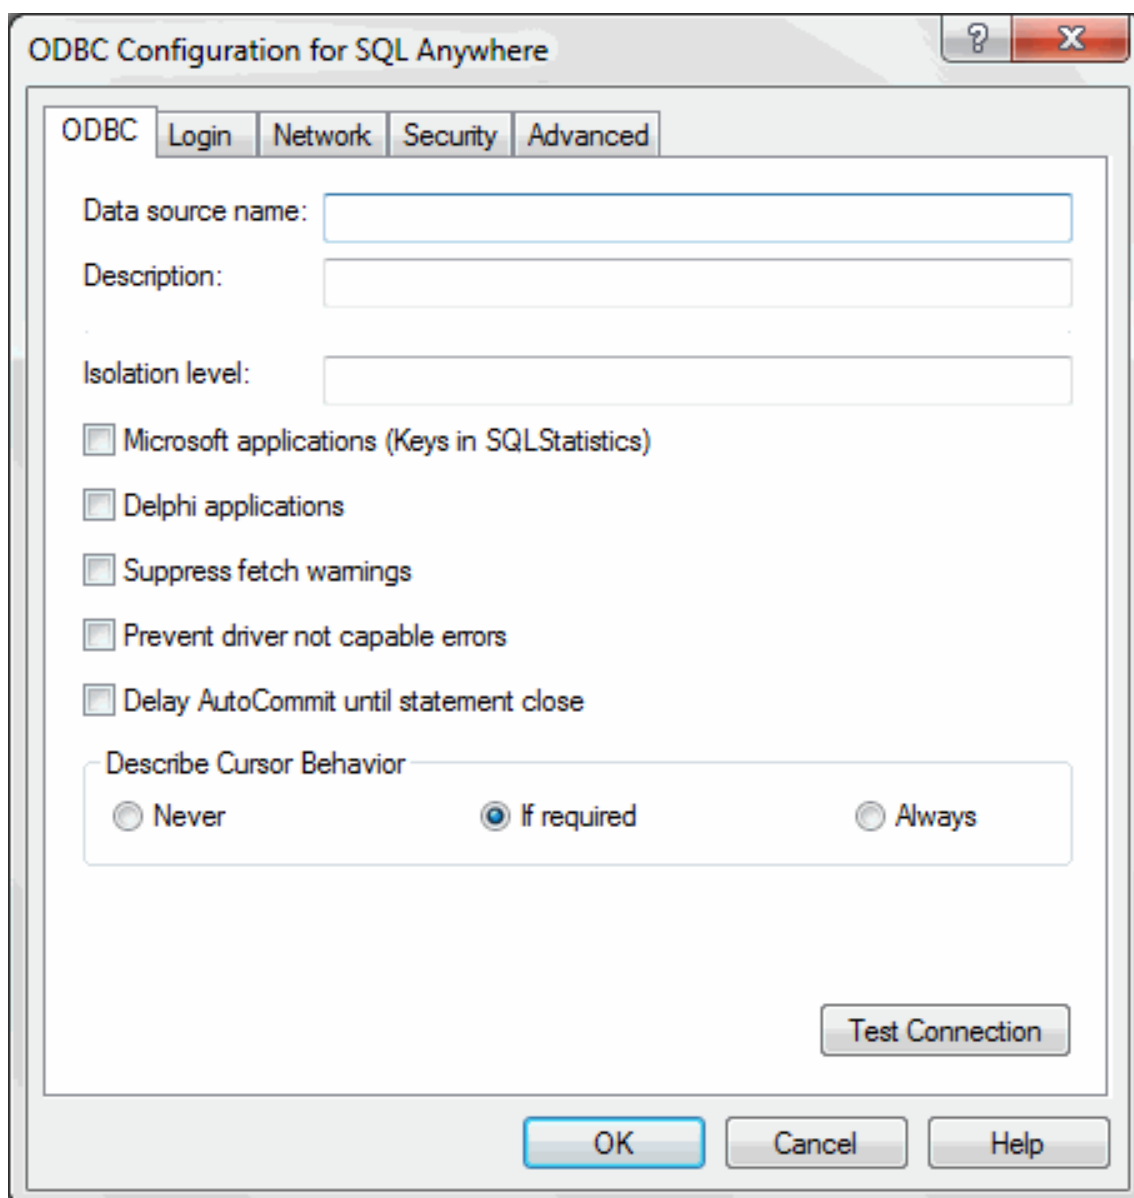 ODBC Configuration for SQL Anywhere
?
ODBC Login Network Security Advanced
Data source name:
Description:
Isolation level:
Microsoft applications (Keys in SQLStatistics)
Delphi applications
Suppress fetch warnings
Prevent driver not capable errors
Delay AutoCommit until statement close
Describe Cursor Behavior
Never If required Always
Test Connection
OK Cancel Help